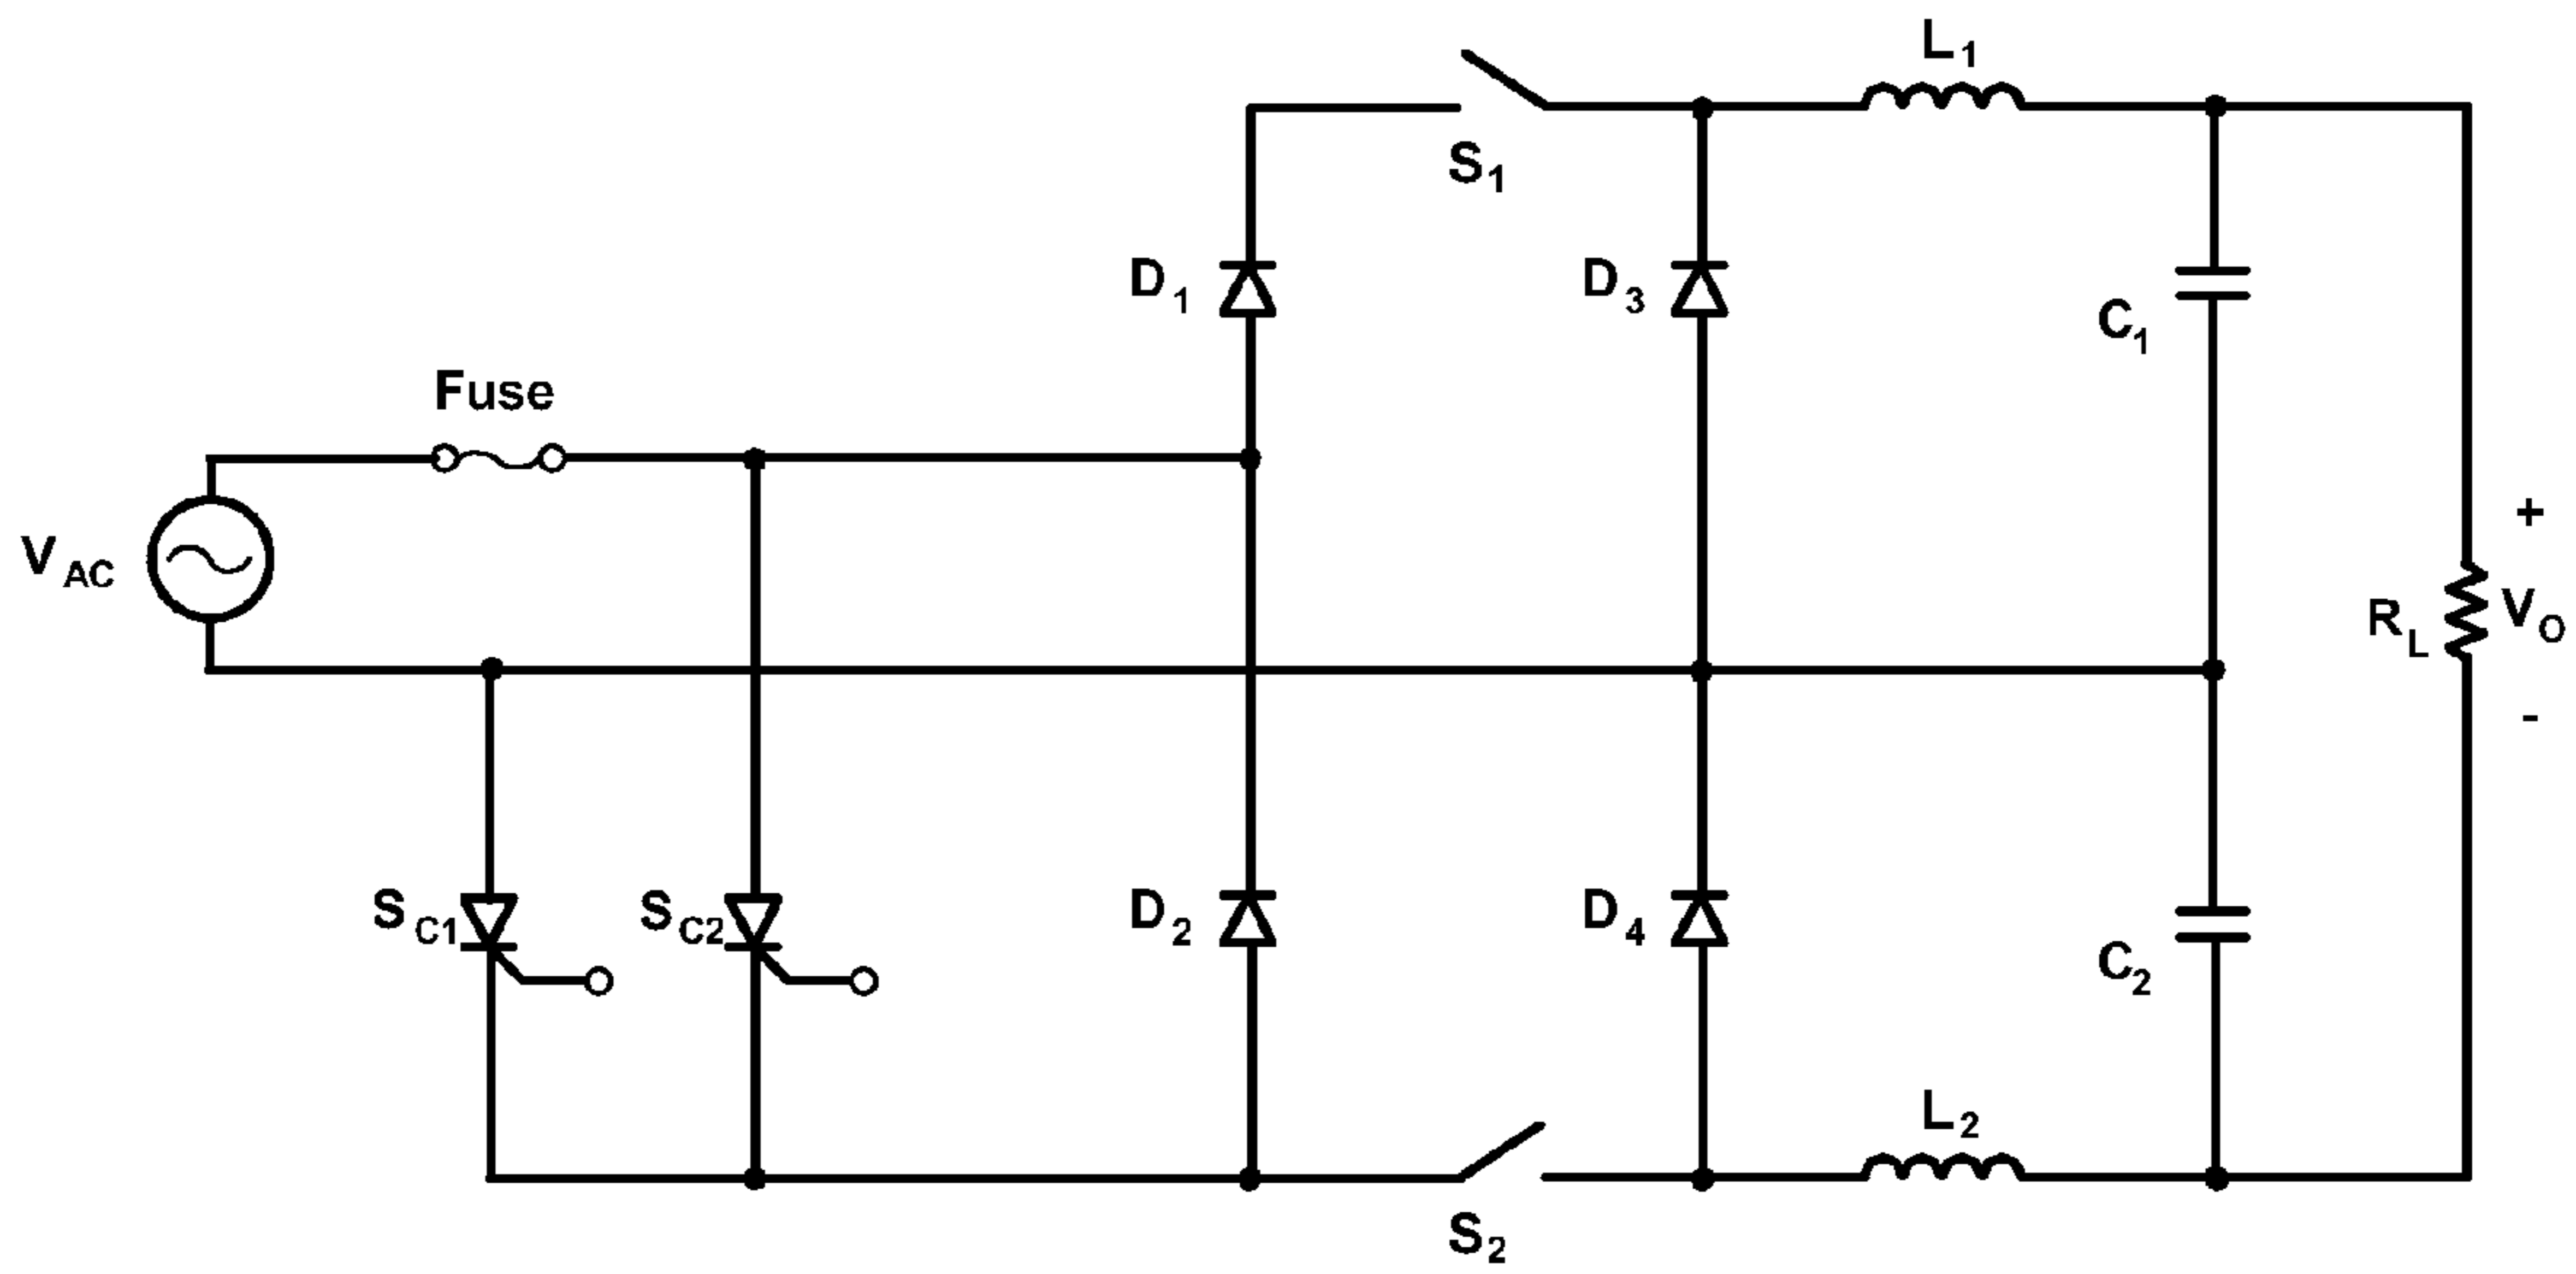 L1
S1
D1
D3
C1
Fuse
+
VAC
RL
VO
-
SC1
SC2
D2
D4
C2
L2
S2